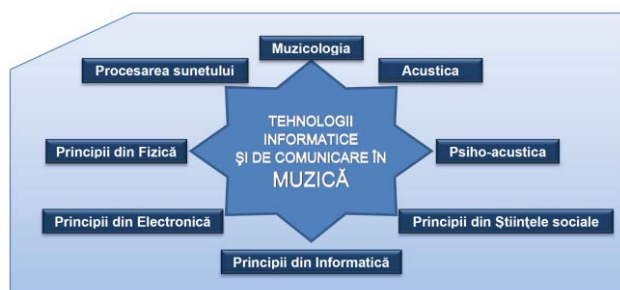 Muzicologia
Procesarea sunetului
Acustica
TEHNOLOGII
INFORMATICE
ŞI DE COMUNICARE ÎN
MUZICĂ
Principii din Fizică
Psiho-acustica
Principii din Electronică
Principii din Ştiinţele sociale
Principii din Informatică